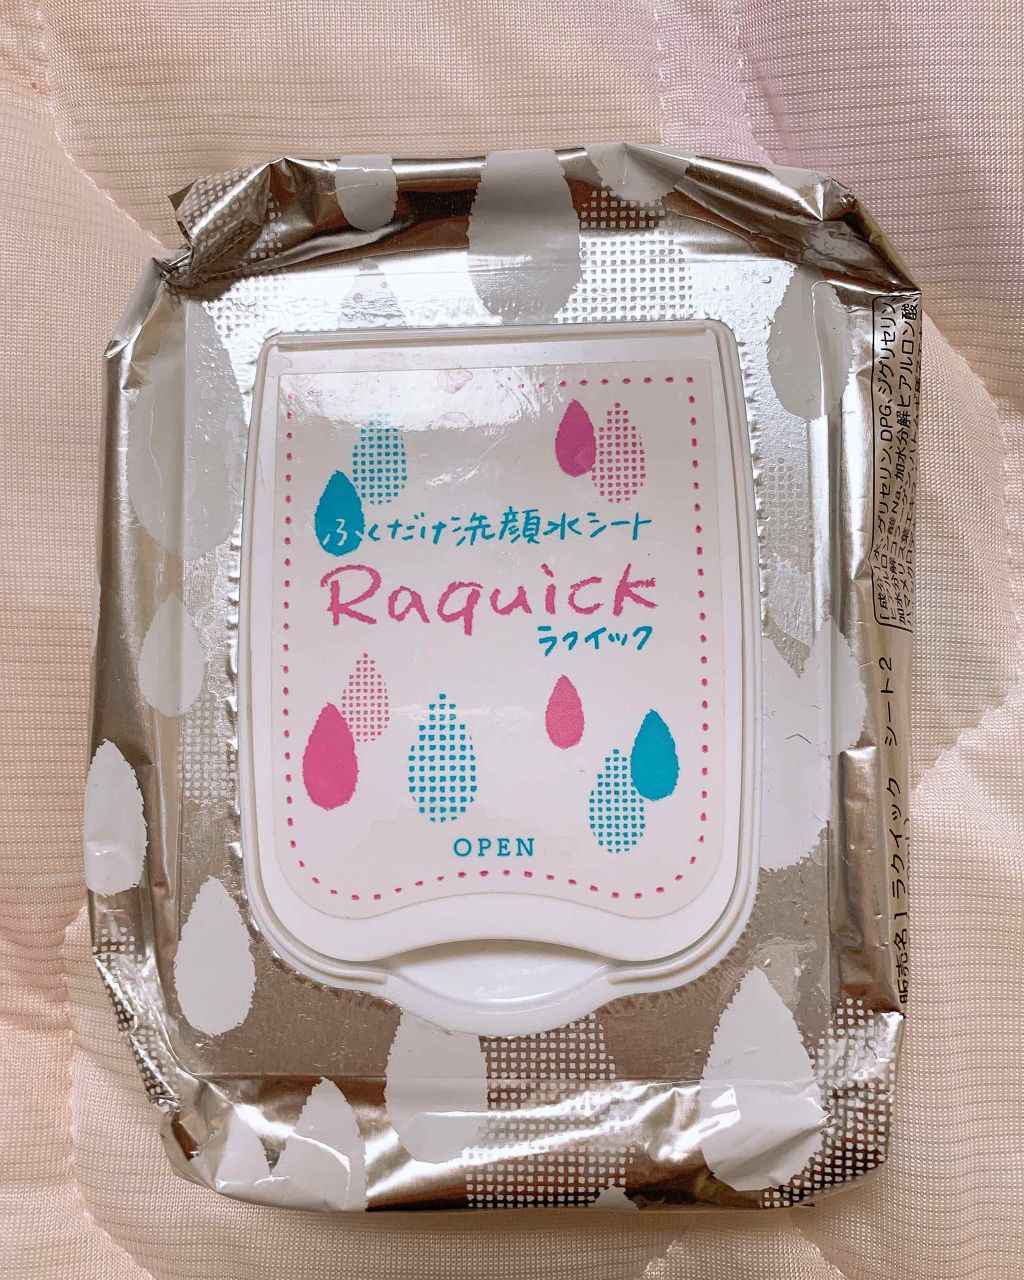 ふくだけ洗顔水シート
Raquick
ラクイック
OPEN
[成分] 水、グリセリン、DPG、ジグリセリン
加水分解ヒアルロン酸
販売名】ラクイック シート2